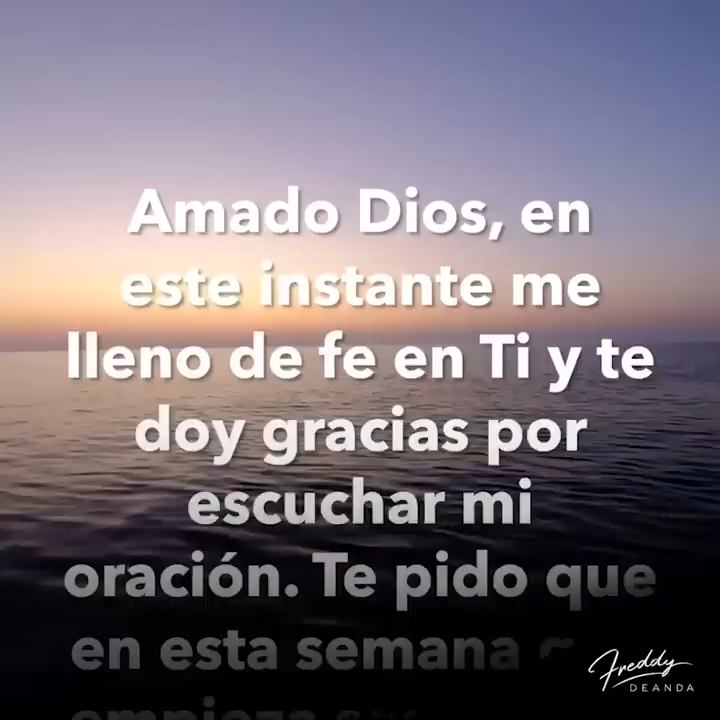 Amado Dios, en
este instante me
lleno de fe en Ti y te
doy gracias por
escuchar mi
oración. Te pido que
en esta semana
empieza
Freddy
DEANDA